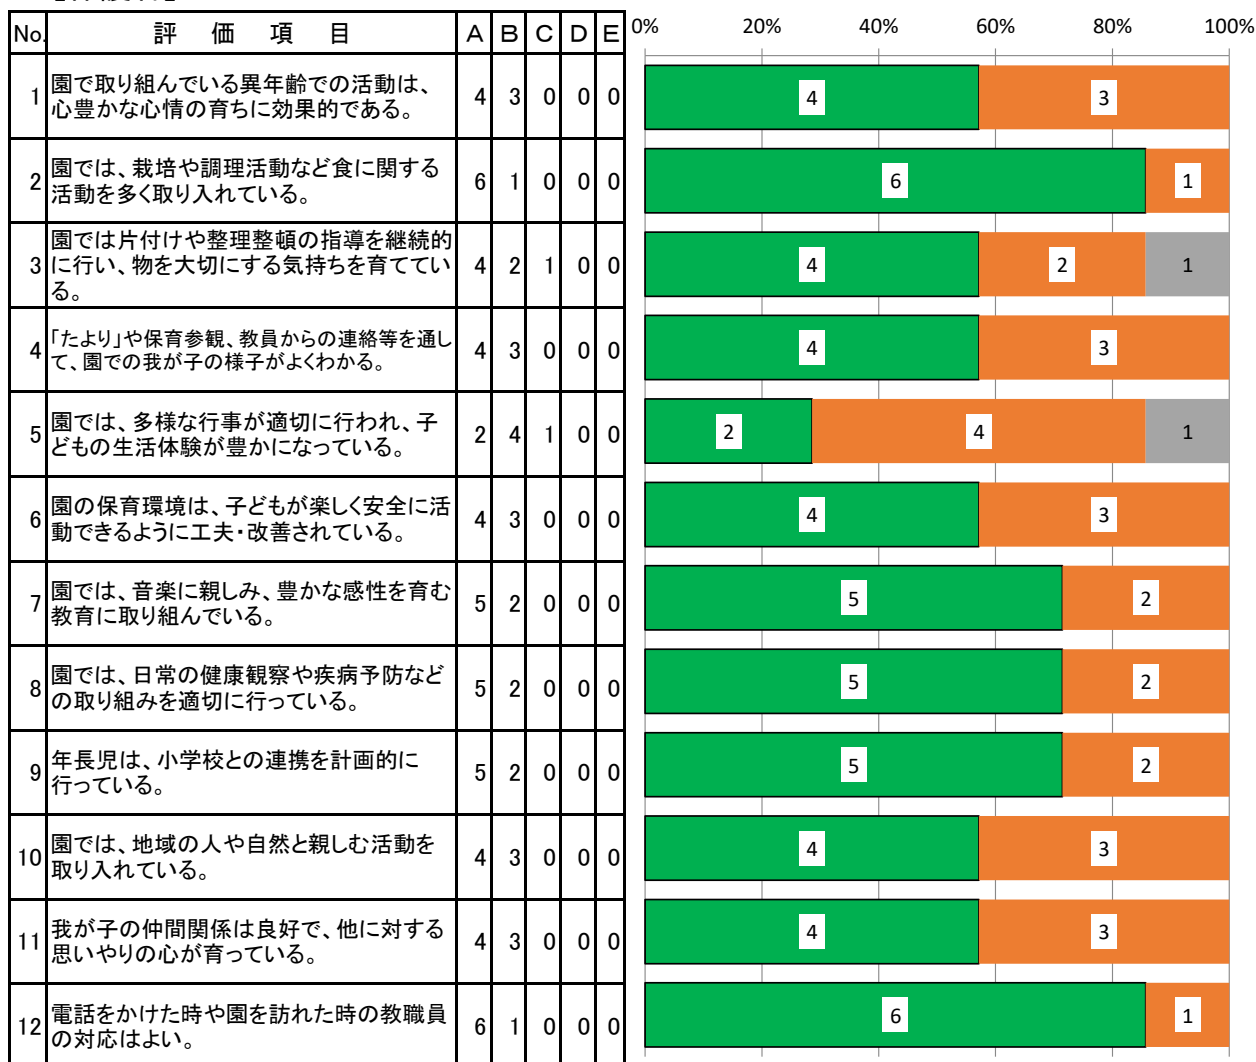 No. 評 価 項 目 A B C D E 0% 20% 40% 60% 80% 100%
1 園で取り組んでいる異年齢での活動は、
心豊かな心情の育ちに効果的である。 4 3 0 0 0 4 3
2 園では、栽培や調理活動など食に関する
活動を多く取り入れている。 6 1 0 0 0 6 1
園では片付けや整理整頓の指導を継続的
3 に行い、物を大切にする気持ちを育ててい 4 2 1 0 0 4 2 1
る。
4 「たより」や保育参観、教員からの連絡等を通し
て、園での我が子の様子がよくわかる。 4 3 0 0 0 4 3
5 園では、多様な行事が適切に行われ、子
どもの生活体験が豊かになっている。 2 4 1 0 0 2 4 1
6 園の保育環境は、子どもが楽しく安全に活
動できるように工夫・改善されている。 4 3 0 0 0 4 3
7 園では、音楽に親しみ、豊かな感性を育む
教育に取り組んでいる。 5 2 0 0 0 5 2
8 園では、日常の健康観察や疾病予防など
の取り組みを適切に行っている。 5 2 0 0 0 5 2
9 年長児は、小学校との連携を計画的に
行っている。 5 2 0 0 0 5 2
10 園では、地域の人や自然と親しむ活動を
取り入れている。 4 3 0 0 0 4 3
11 我が子の仲間関係は良好で、他に対する
思いやりの心が育っている。 4 3 0 0 0 4 3
12 電話をかけた時や園を訪れた時の教職員
の対応はよい。 6 1 0 0 0 6 1